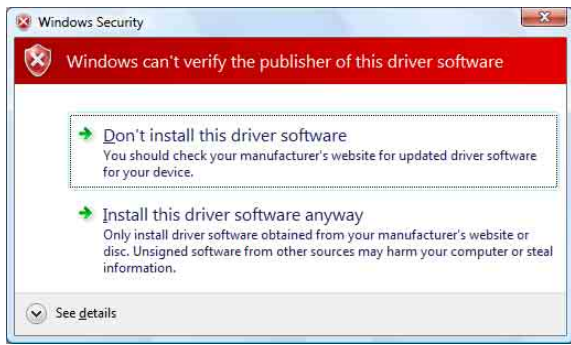 Windows Security
Windows can't verify the publisher of this driver software
Don't install this driver software
You should check your manufacturer's website for updated driver software
for your device.
Install this driver software anyway
Only install driver software obtained from your manufacturer's website or
disc. Unsigned software from other sources may harm your computer or steal
information.
See details